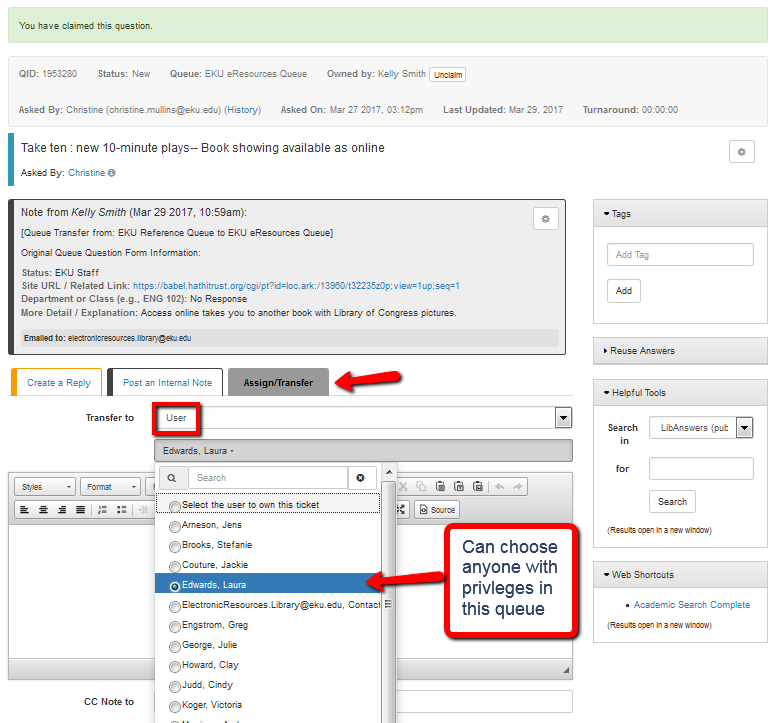 You have claimed this question.
QID: 1953280 Status: New Queue: EKU eResources Queue Owned by: Kelly Smith Unclaim
Asked By: Christine (christine.mullins@eku.edu) (History) Asked On: Mar 27 2017, 03:12pm Last Updated: Mar 29, 2017 Turnaround: 00:00:00
Take ten : new 10-minute plays-- Book showing available as online
Asked By: Christine
Note from Kelly Smith (Mar 29 2017, 10:59am):
[Queue Transfer from: EKU Reference Queue to EKU eResources Queue]
Original Queue Question Form Information:
Status: EKU Staff
Site URL / Related Link: https://babel.hathitrust.org/cgi/pt?id=loc.ark:/13960/t32235z0p;view=1up;seq=1
Department or Class (e.g., ENG 102): No Response
More Detail / Explanation: Access online takes you to another book with Library of Congress pictures.
Emailed to: electronicresources.library@eku.edu
Create a Reply Post an Internal Note Assign/Transfer
Transfer to User
Edwards, Laura
Search
Styles Format
Source
Select the user to own this ticket
Arneson, Jens
Brooks, Stefanie
Couture, Jackie
Edwards, Laura
ElectronicResources.Library@eku.edu, Contact
Engstrom, Greg
George, Julie
Howard, Clay
Judd, Cindy
Koger, Victoria
CC Note to
Can choose
anyone with
privleges in
this queue
Tags
Add Tag
Add
Reuse Answers
Helpful Tools
Search in LibAnswers (pub
for
Search
(Results open in a new window)
Web Shortcuts
Academic Search Complete
(Results open in a new window)